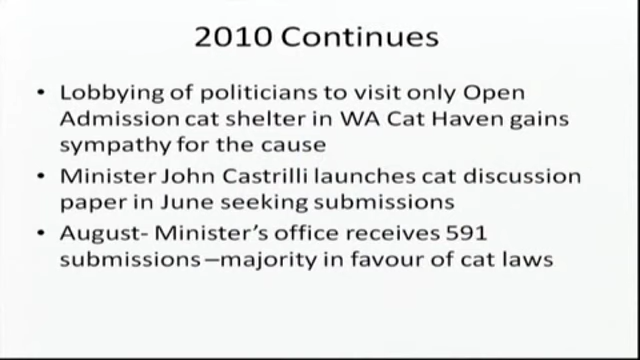 2010 Continues
• Lobbying of politicians to visit only Open
Admission cat shelter in WA Cat Haven gains
sympathy for the cause
• Minister John Castrilli launches cat discussion
paper in June seeking submissions
• August- Minister's office receives 591
submissions –majority in favour of cat laws